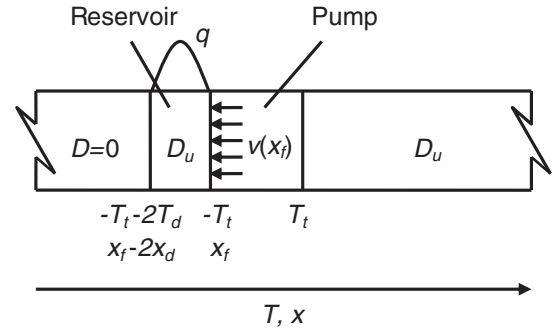 Reservoir Pump
q
D=0 D_u v(x_f) D_u
-T_t-2T_d -T_t T_t
x_f-2x_d x_f
T, x